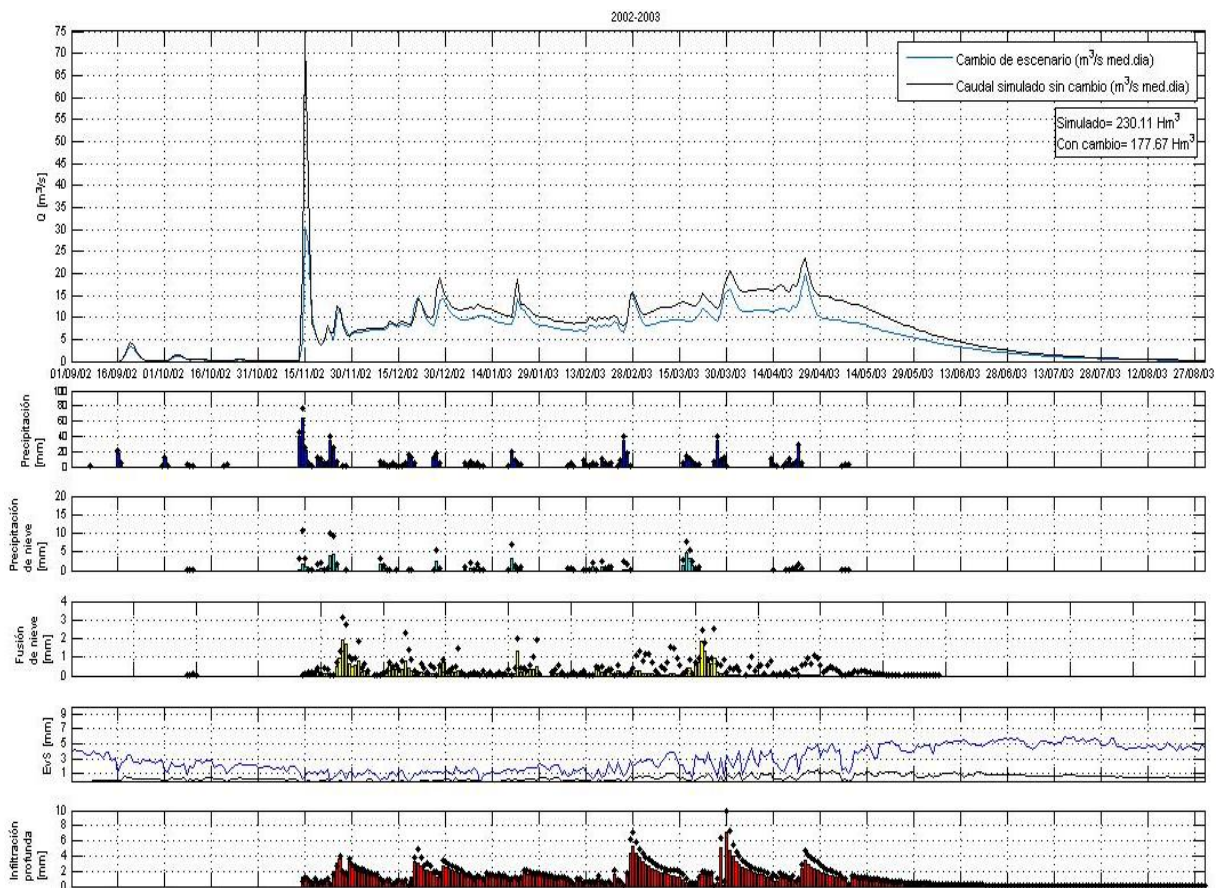 2002-2003
75
70
65
60
55
50
45
40
35
30
25
20
15
10
5
0
Q [m³/s]
Cambio de escenario (m³/s med.dia)
Caudal simulado sin cambio (m³/s med.dia)
Simulado= 230.11 Hm³
Con cambio= 177.67 Hm³
01/09/02 16/09/02 01/10/02 16/10/02 31/10/02 15/11/02 30/11/02 15/12/02 30/12/02 14/01/03 29/01/03 13/02/03 28/02/03 15/03/03 30/03/03 14/04/03 29/04/03 14/05/03 29/05/03 13/06/03 28/06/03 13/07/03 28/07/03 12/08/03 27/08/03
Precipitación
[mm]
100
80
60
40
20
0
Precipitación
de nieve
[mm]
20
15
10
5
0
Fusión
de nieve
[mm]
4
3
2
1
0
EvS [mm]
9
7
5
3
1
Infiltración
profunda
[mm]
10
8
6
4
2
0